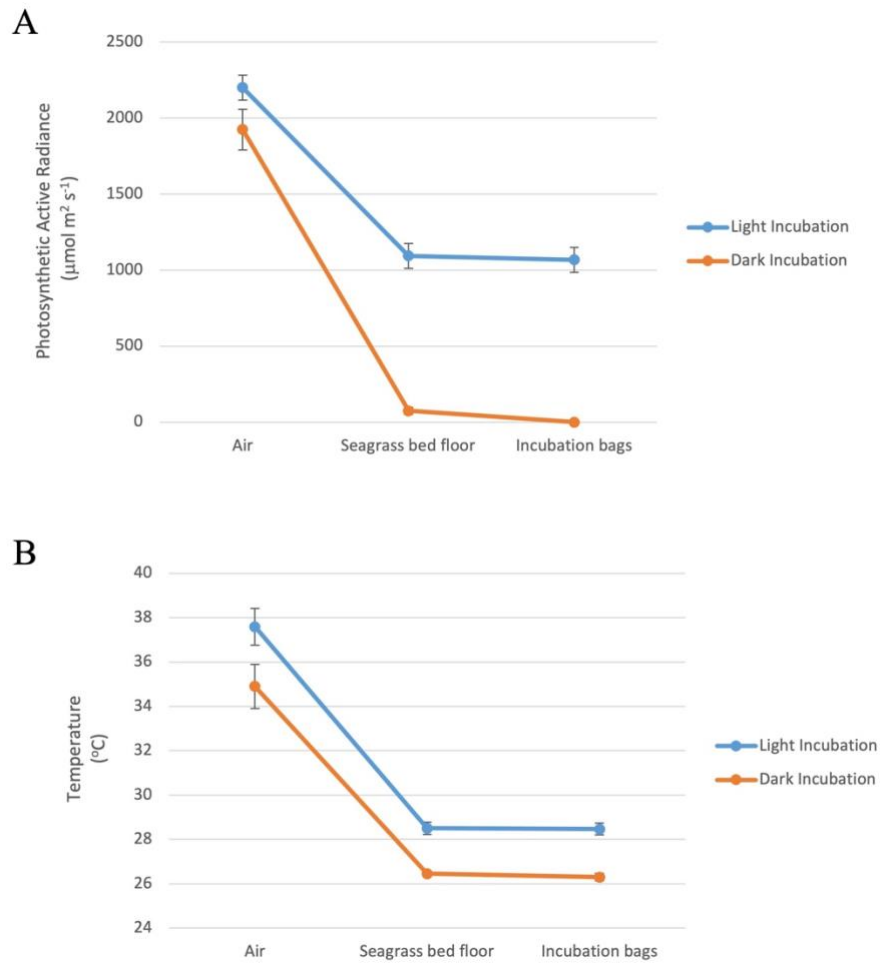 A
2500
2000
1500
1000
500
0
Photosynthetic Active Radiance
(μmol m² s⁻¹)
Air
Seagrass bed floor
Incubation bags
Light Incubation
Dark Incubation
B
40
38
36
34
32
30
28
26
24
Temperature
(°C)
Air
Seagrass bed floor
Incubation bags
Light Incubation
Dark Incubation